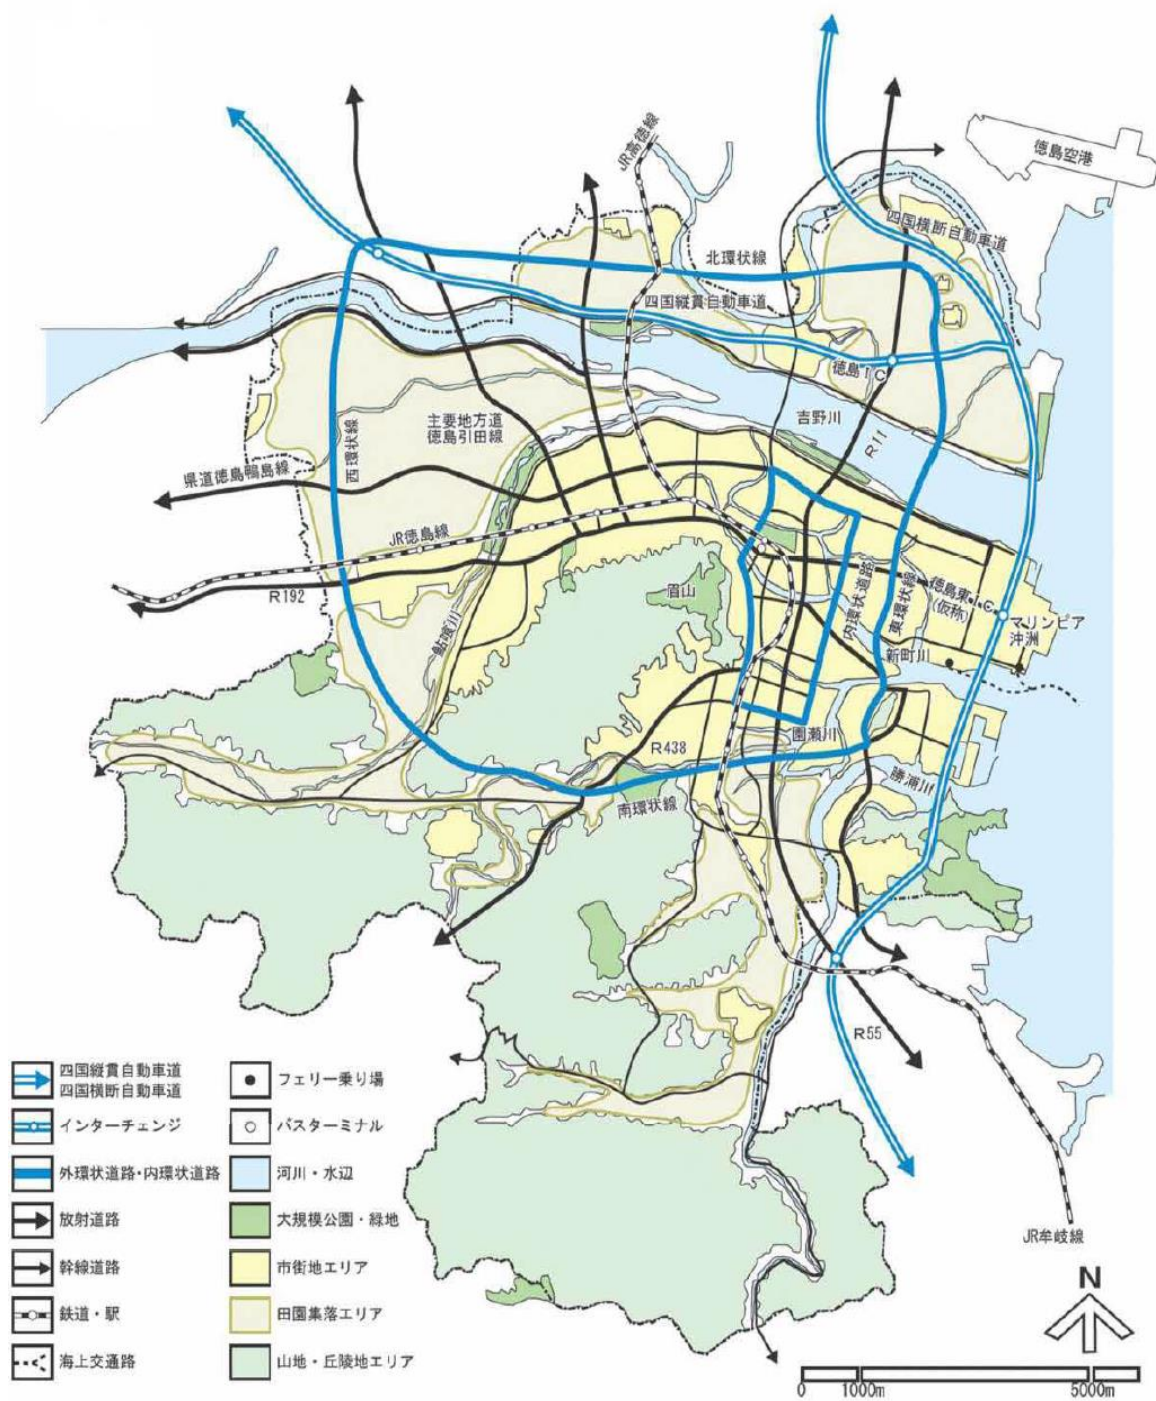 JR高徳線
徳島空港
四国横断自動車道
北環状線
四国縦貫自動車道
徳島IC
吉野川
R11
主要地方道
徳島引田線
西環状線
県道徳島鴨島線
JR徳島線
R192
鮎喰川
眉山
内環状道路
東環状線
徳島東IC
(仮称)
マリンピア
沖洲
新町川
園瀬川
R438
南環状線
勝浦川
R55
JR牟岐線
四国縦貫自動車道
四国横断自動車道
インターチェンジ
外環状道路・内環状道路
放射道路
幹線道路
鉄道・駅
海上交通路
フェリー乗り場
バスターミナル
河川・水辺
大規模公園・緑地
市街地エリア
田園集落エリア
山地・丘陵地エリア
N
0 1000m 5000m